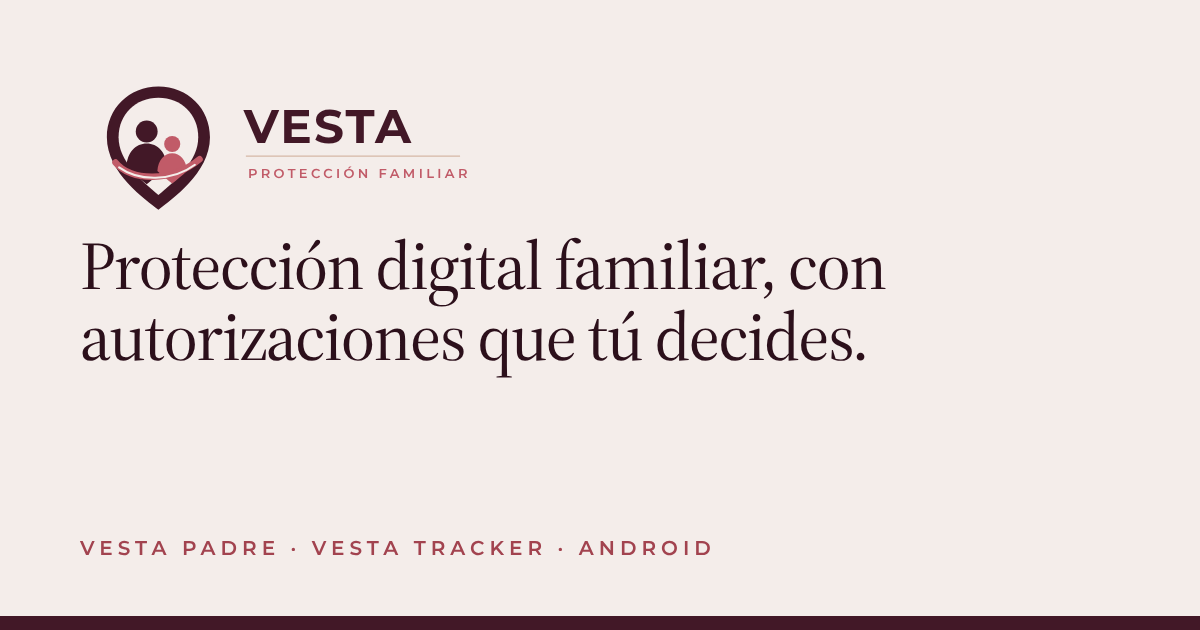 VESTA
PROTECCIÓN FAMILIAR
Protección digital familiar, con
autorizaciones que tú decides.
VESTA PADRE · VESTA TRACKER · ANDROID